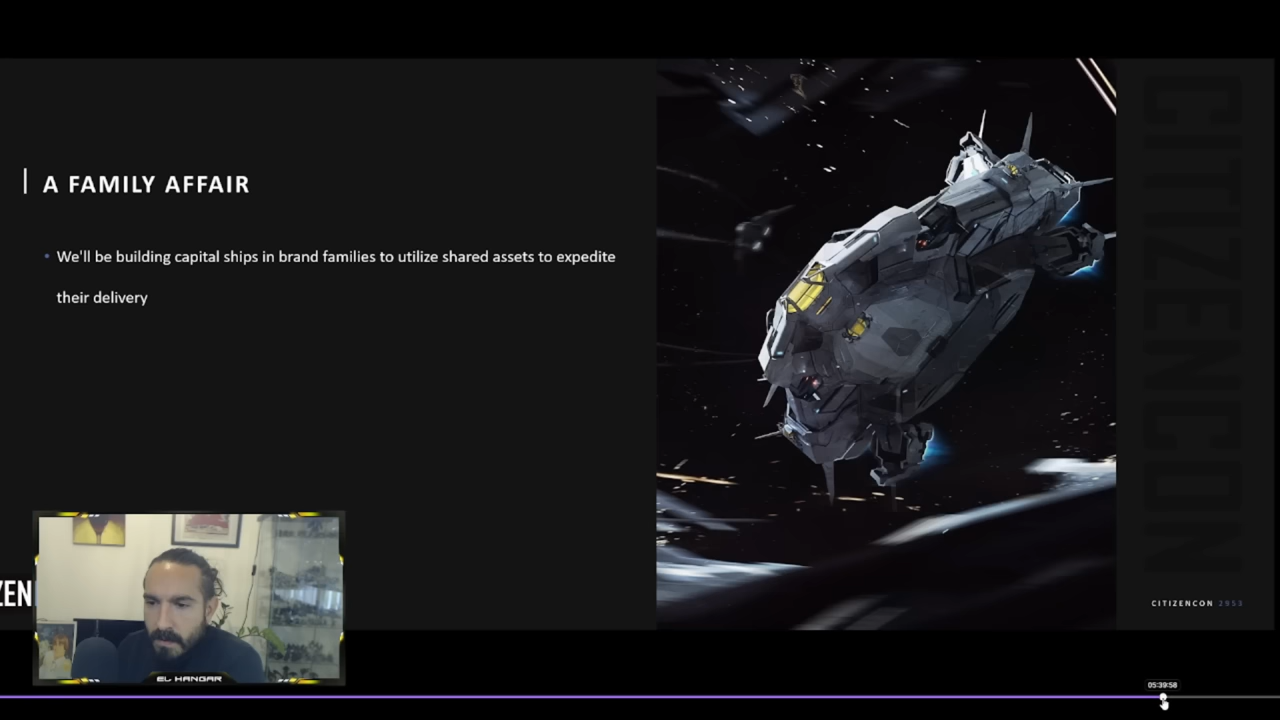 A FAMILY AFFAIR
• We'll be building capital ships in brand families to utilize shared assets to expedite
their delivery
CITIZENCON
CITIZENCON 2953
ZEN
EL HANGAR
05:39:58